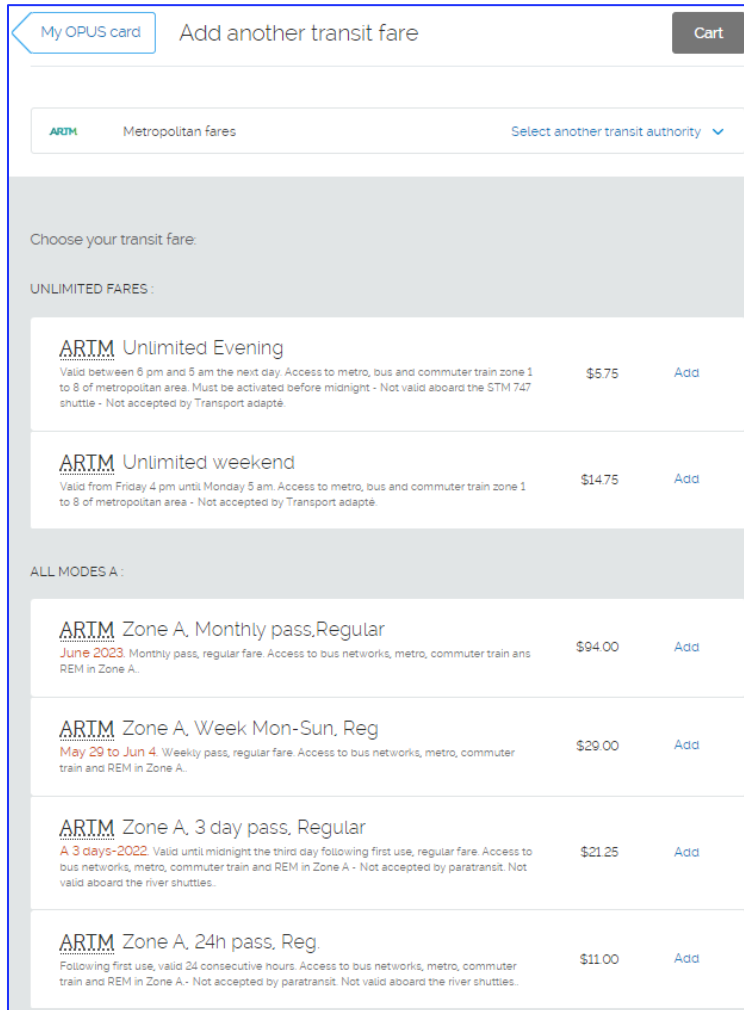 My OPUS card
Add another transit fare
Cart
ARTM
Metropolitan fares
Select another transit authority
Choose your transit fare:
UNLIMITED FARES :
ARTM Unlimited Evening
Valid between 6 pm and 5 am the next day. Access to metro, bus and commuter train zone 1
to 8 of metropolitan area. Must be activated before midnight - Not valid aboard the STM 747
shuttle - Not accepted by Transport adapté.
$5.75
Add
ARTM Unlimited weekend
Valid from Friday 4 pm until Monday 5 am. Access to metro, bus and commuter train zone 1
to 8 of metropolitan area - Not accepted by Transport adapté.
$14.75
Add
ALL MODES A :
ARTM Zone A, Monthly pass,Regular
June 2023. Monthly pass, regular fare. Access to bus networks, metro, commuter train ans
REM in Zone A..
$94.00
Add
ARTM Zone A, Week Mon-Sun, Reg
May 29 to Jun 4. Weekly pass, regular fare. Access to bus networks, metro, commuter
train and REM in Zone A..
$29.00
Add
ARTM Zone A, 3 day pass, Regular
A 3 days-2022. Valid until midnight the third day following first use, regular fare. Access to
bus networks, metro, commuter train and REM in Zone A - Not accepted by paratransit. Not
valid aboard the river shuttles..
$21.25
Add
ARTM Zone A, 24h pass, Reg.
Following first use, valid 24 consecutive hours. Access to bus networks, metro, commuter
train and REM in Zone A.- Not accepted by paratransit. Not valid aboard the river shuttles..
$11.00
Add